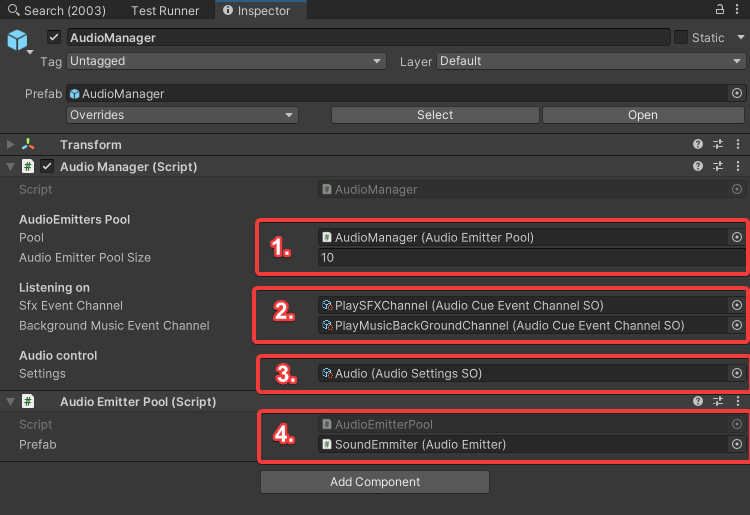 Search (2003) Test Runner Inspector
AudioManager Static
Tag Untagged Layer Default
Prefab AudioManager
Overrides Select Open
Transform
Audio Manager (Script)
Script AudioManager
AudioEmitters Pool
Pool AudioManager (Audio Emitter Pool)
1.
Audio Emitter Pool Size 10
Listening on
Sfx Event Channel PlaySFXChannel (Audio Cue Event Channel SO)
2.
Background Music Event Channel PlayMusicBackGroundChannel (Audio Cue Event Channel SO)
Audio control
Settings 3. Audio (Audio Settings SO)
Audio Emitter Pool (Script)
Script AudioEmitterPool
4.
Prefab SoundEmmiter (Audio Emitter)
Add Component